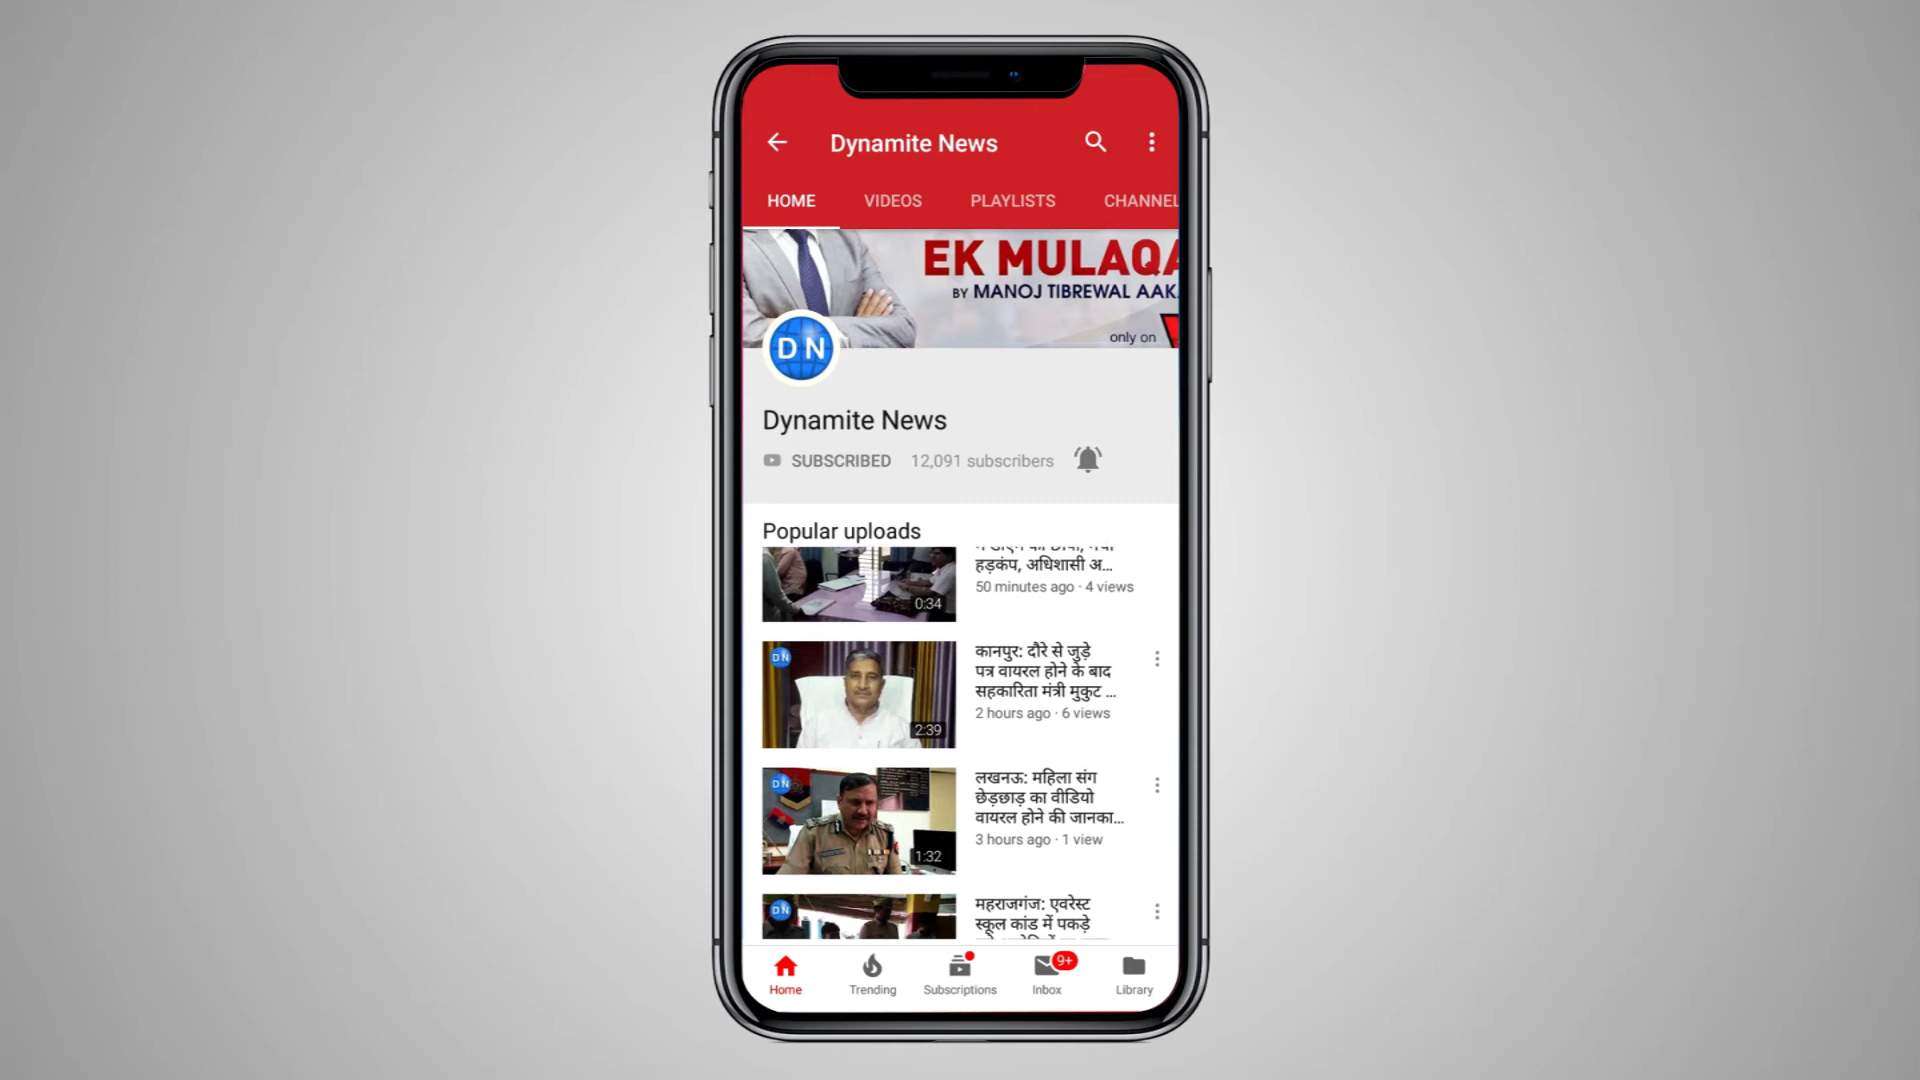 Dynamite News
HOME VIDEOS PLAYLISTS CHANNEL
EK MULAQA
BY MANOJ TIBREWAL AAK
only on
DN
Dynamite News
SUBSCRIBED 12,091 subscribers
Popular uploads
हड़कंप, अधिशासी अ...
50 minutes ago · 4 views
0:34
DN
कानपुर: दौरे से जुड़े
पत्र वायरल होने के बाद
सहकारिता मंत्री मुकुट ...
2 hours ago · 6 views
2:39
DN
लखनऊ: महिला संग
छेड़छाड़ का वीडियो
वायरल होने की जानका...
3 hours ago · 1 view
1:32
DN
महराजगंज: एवरेस्ट
स्कूल कांड में पकड़े
9+
Home Trending Subscriptions Inbox Library